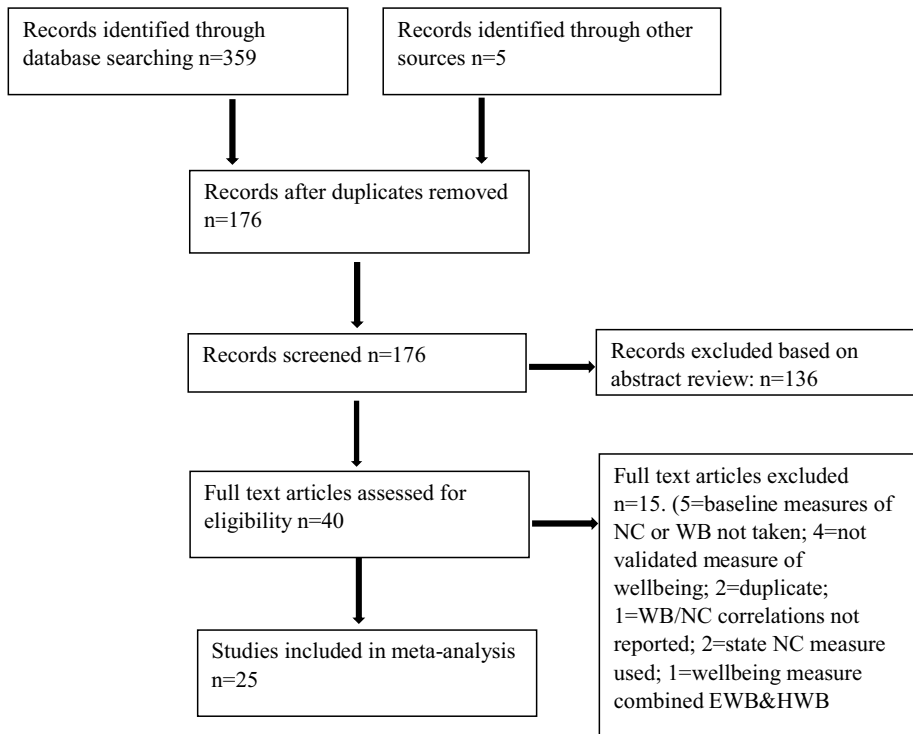 Records identified through
database searching n=359
Records identified through other
sources n=5
Records after duplicates removed
n=176
Records screened n=176
Records excluded based on
abstract review: n=136
Full text articles assessed for
eligibility n=40
Full text articles excluded
n=15. (5=baseline measures of
NC or WB not taken; 4=not
validated measure of
wellbeing; 2=duplicate;
1=WB/NC correlations not
reported; 2=state NC measure
used; 1=wellbeing measure
combined EWB&HWB
Studies included in meta-analysis
n=25